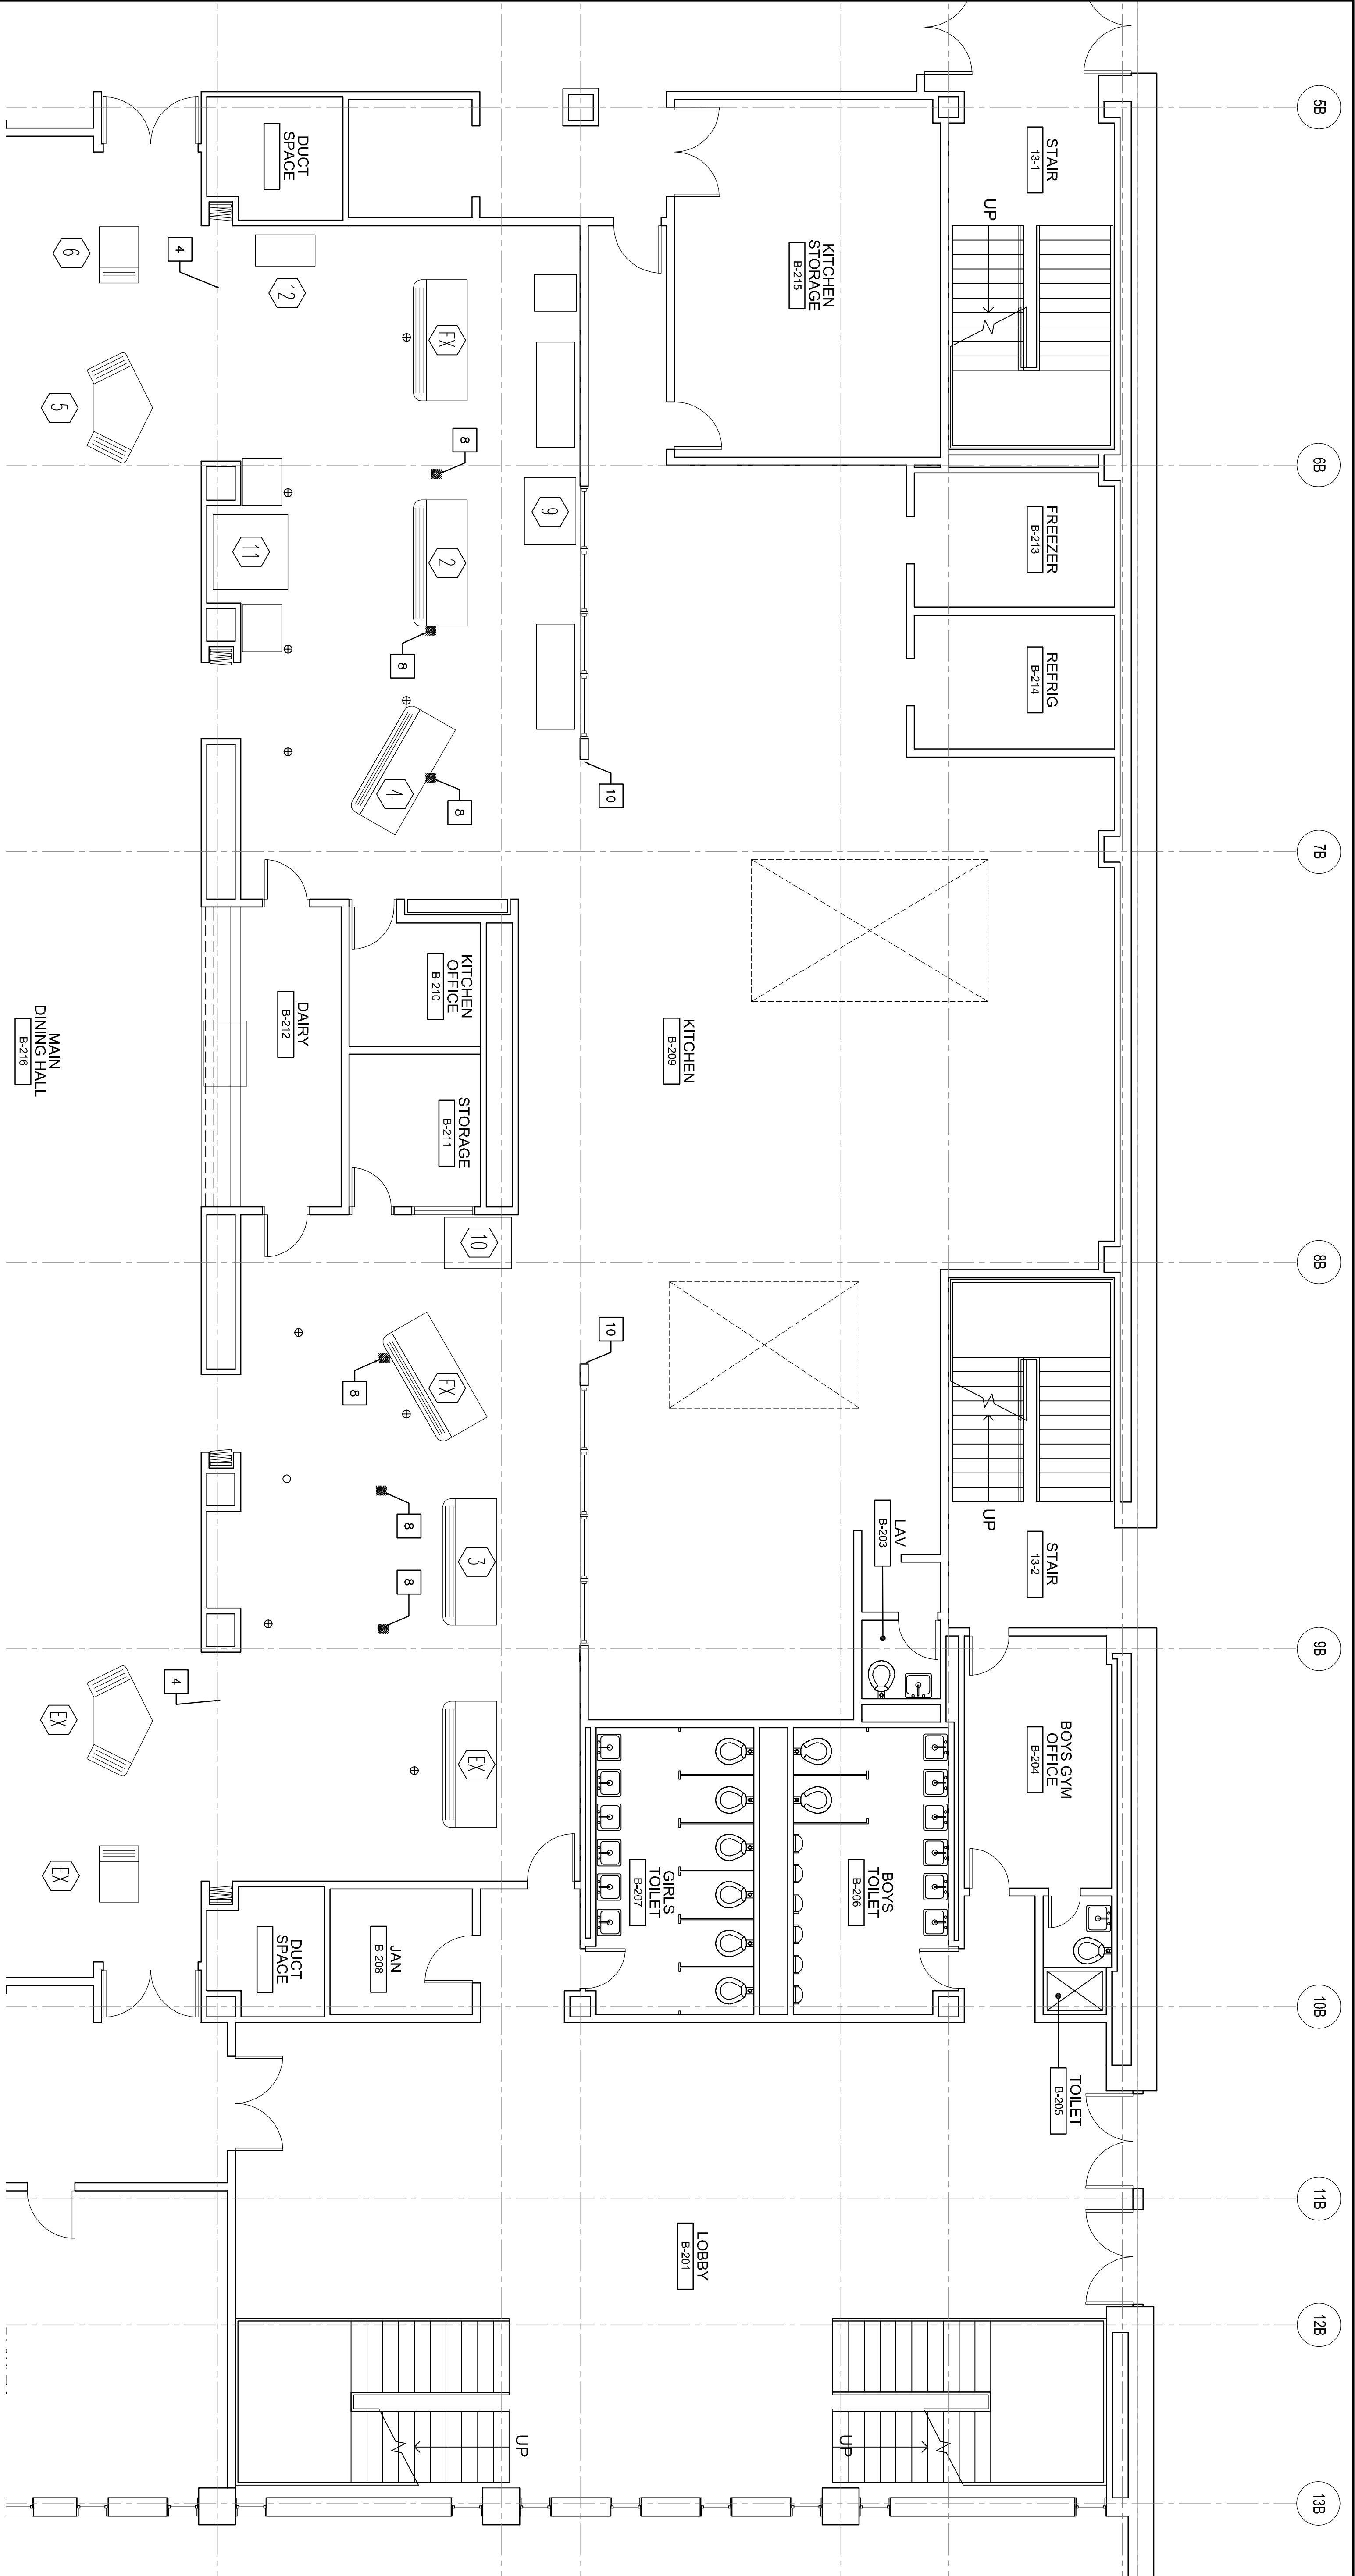 5B
6B
7B
8B
9B
10B
11B
12B
13B
STAIR
13-1
UP
FREEZER
B-213
REFRIG
B-214
UP
STAIR
13-2
BOYS GYM
OFFICE
B-204
TOILET
B-205
KITCHEN
STORAGE
B-215
LAV
B-203
BOYS
TOILET
B-206
UP
KITCHEN
B-209
GIRLS
TOILET
B-207
LOBBY
B-201
10
10
9
EX
8
2
8
8
4
KITCHEN
OFFICE
B-210
STORAGE
B-211
10
EX
8
8
3
8
EX
UP
DUCT
SPACE
12
11
DAIRY
B-212
JAN
B-208
DUCT
SPACE
4
4
6
5
MAIN
DINING HALL
B-216
EX
EX